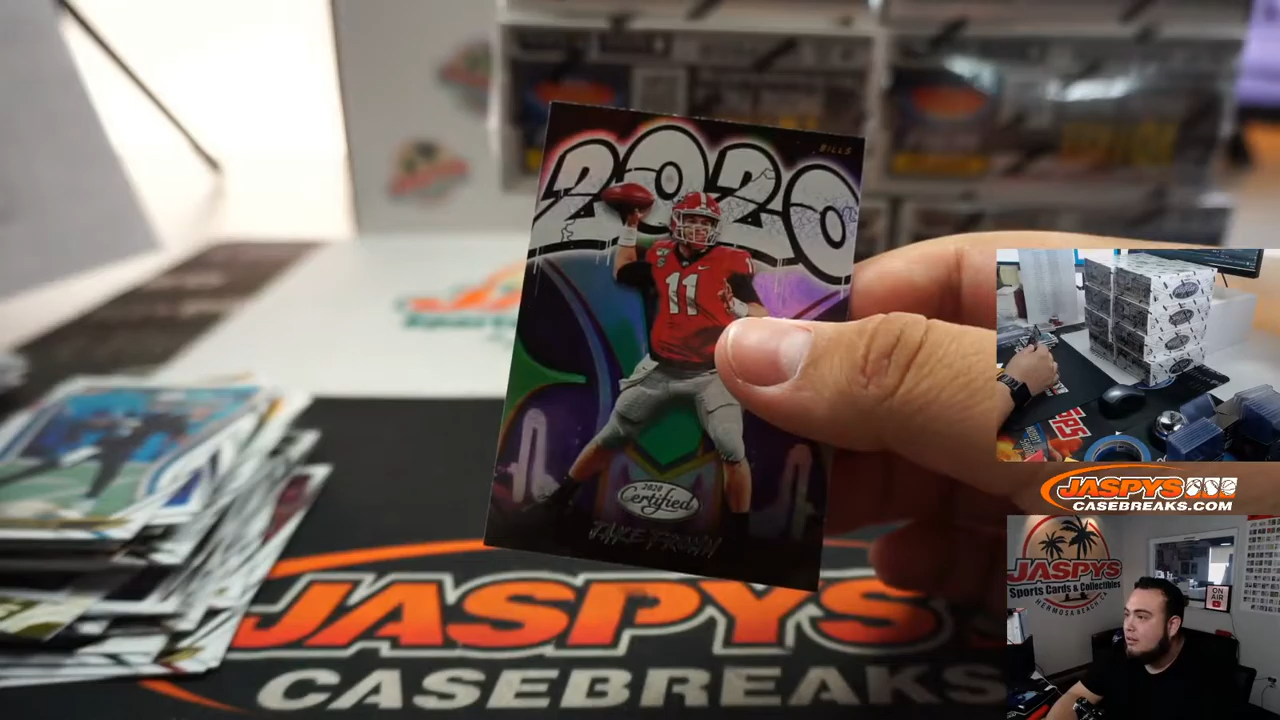 2020
BILLS
11
2020
Certified
JAKE FROMM
JASPYS
CASEBREAKS
JASPYS
CASEBREAKS.COM
JASPYS
Sports Cards & Collectibles
HERMOSA BEACH, CA
ON
AIR